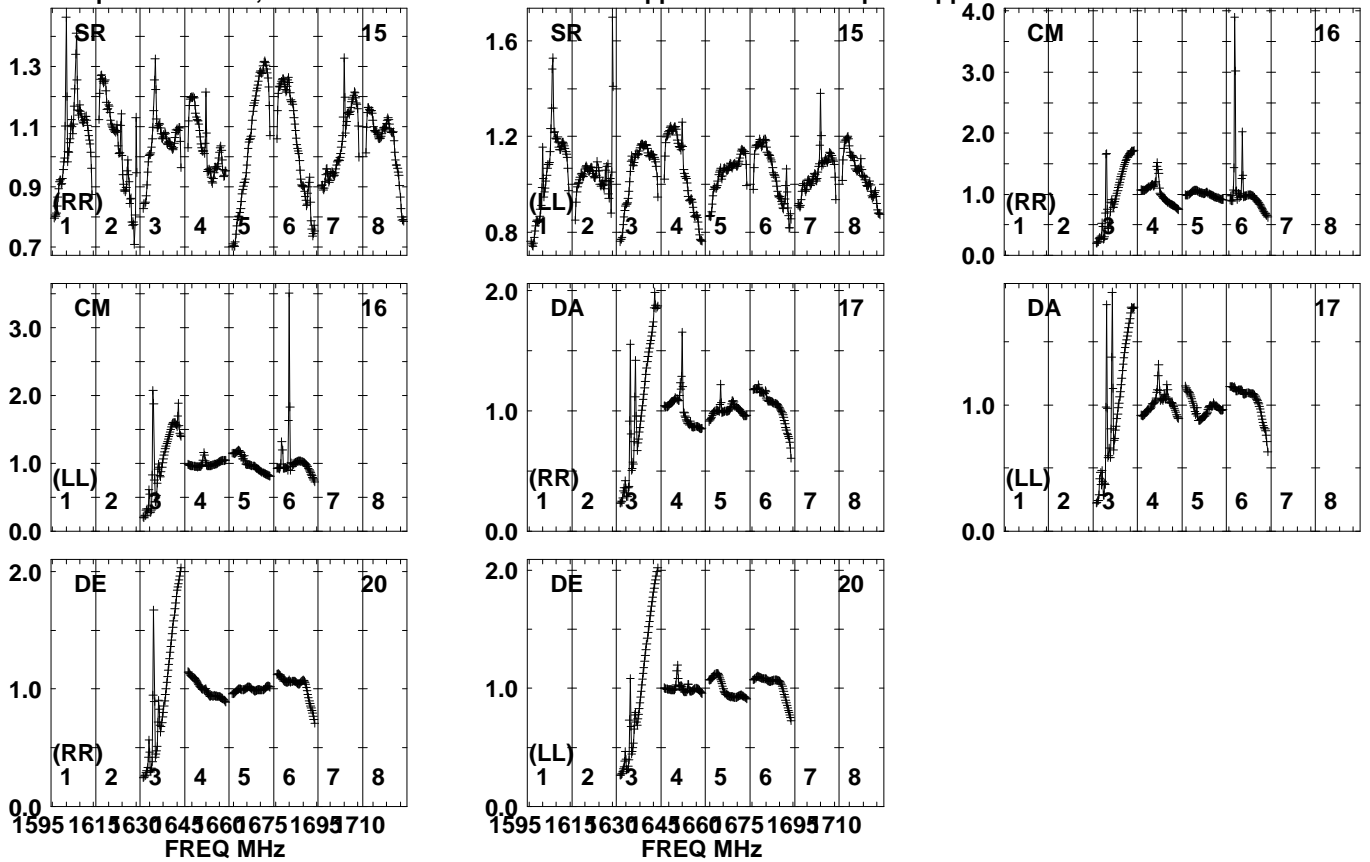 SR 15
1.3
1.1
0.9
0.7
(RR)
1 2 3 4 5 6 7 8
SR 15
1.6
1.2
0.8
(LL)
1 2 3 4 5 6 7 8
CM 16
4.0
3.0
2.0
1.0
0.0
(RR)
1 2 3 4 5 6 7 8
CM 16
3.0
2.0
1.0
0.0
(LL)
1 2 3 4 5 6 7 8
DA 17
2.0
1.0
0.0
(RR)
1 2 3 4 5 6 7 8
DA 17
1.0
0.0
(LL)
1 2 3 4 5 6 7 8
DE 20
2.0
1.0
0.0
(RR)
1 2 3 4 5 6 7 8
1595 1615 1630 1645 1660 1675 1695 1710
FREQ MHz
DE 20
2.0
1.0
0.0
(LL)
1 2 3 4 5 6 7 8
1595 1615 1630 1645 1660 1675 1695 1710
FREQ MHz